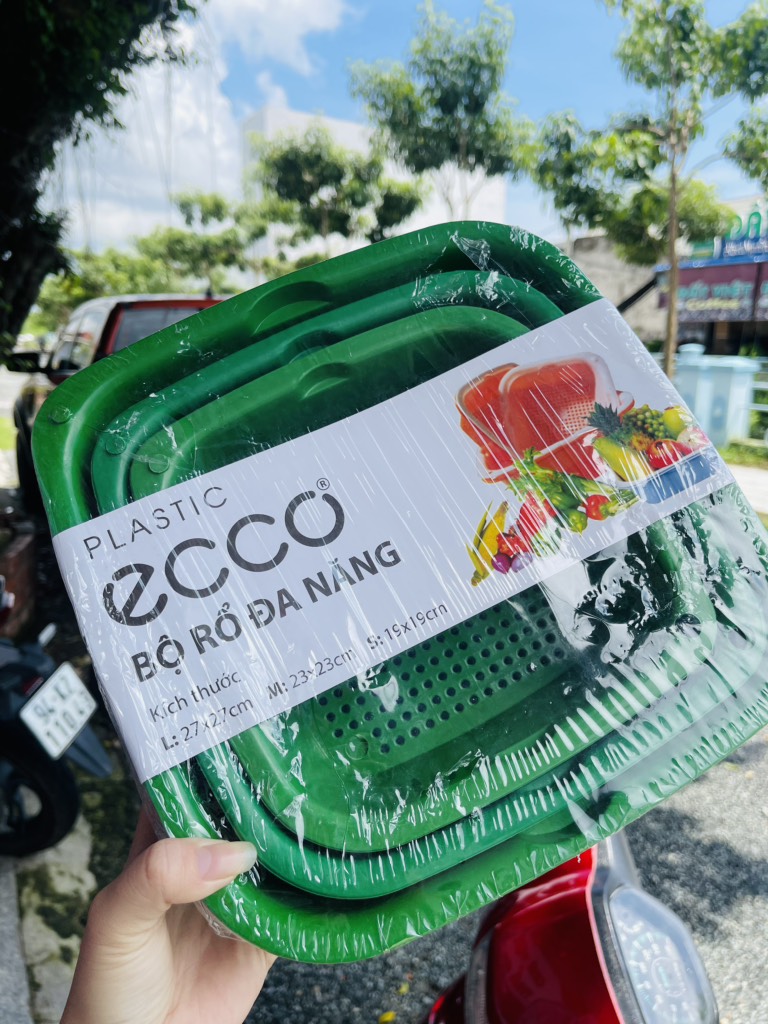 PLASTIC
ecco®
BỘ RỔ ĐA NĂNG
Kích thước
L: 27x27cm M: 23x23cm S: 19x19cm